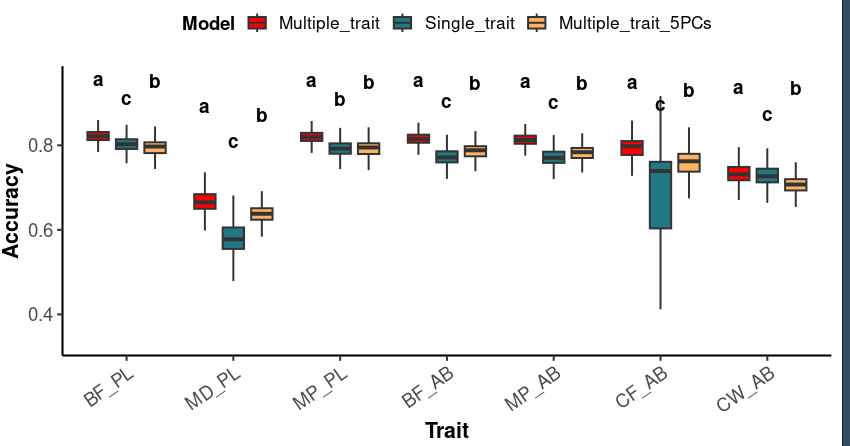 Model Multiple_trait Single_trait Multiple_trait_5PCs
a c b a c b a b b a c b a c b a c b a c b
Accuracy
0.8
0.6
0.4
BF_PL MD_PL MP_PL BF_AB MP_AB CF_AB CW_AB
Trait